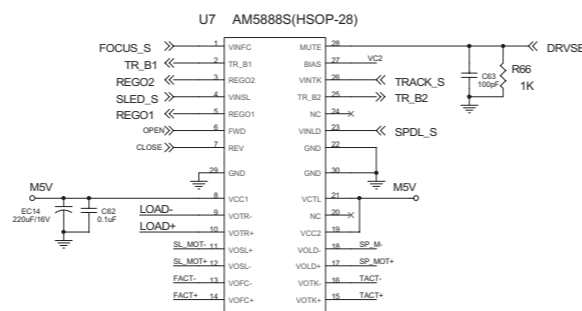 U7 AM5888S(HSOP-28)
FOCUS_S 1 VINFC MUTE 28 DRVSB
TR_B1 2 TR_B1 BIAS 27 VC2
REGO2 3 REGO2 VINTK 26 TRACK_S
SLED_S 4 VINSL TR_B2 25 TR_B2
REGO1 5 REGO1 NC 24
OPEN 6 FWD VINLD 23 SPDL_S
CLOSE 7 REV GND 22
29 GND GND 30
C63
100pF
R66
1K
M5V 8 VCC1 VCTL 21 M5V
LOAD- 9 VOTR- NC 20
LOAD+ 10 VOTR+ VCC2 19
SL_MOT- 11 VOSL+ VOLD- 18 SP_M-
SL_MOT+ 12 VOSL- VOLD+ 17 SP_MOT+
FACT- 13 VOFC- VOTK- 16 TACT-
FACT+ 14 VOFC+ VOTK+ 15 TACT+
EC14
220uF/16V
C62
0.1uF